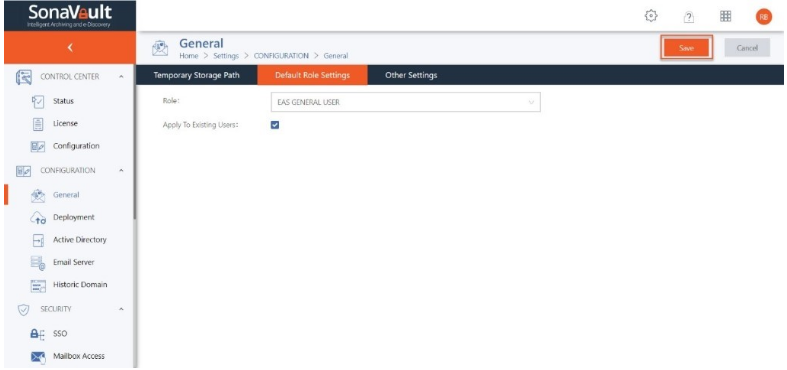 SonaVault
Intelligent Archiving and e-Discovery
? RB
General
Home > Settings > CONFIGURATION > General
Save Cancel
Temporary Storage Path Default Role Settings Other Settings
Role: EAS GENERAL USER
Apply To Existing Users:
CONTROL CENTER
Status
License
Configuration
CONFIGURATION
General
Deployment
Active Directory
Email Server
Historic Domain
SECURITY
SSO
Mailbox Access